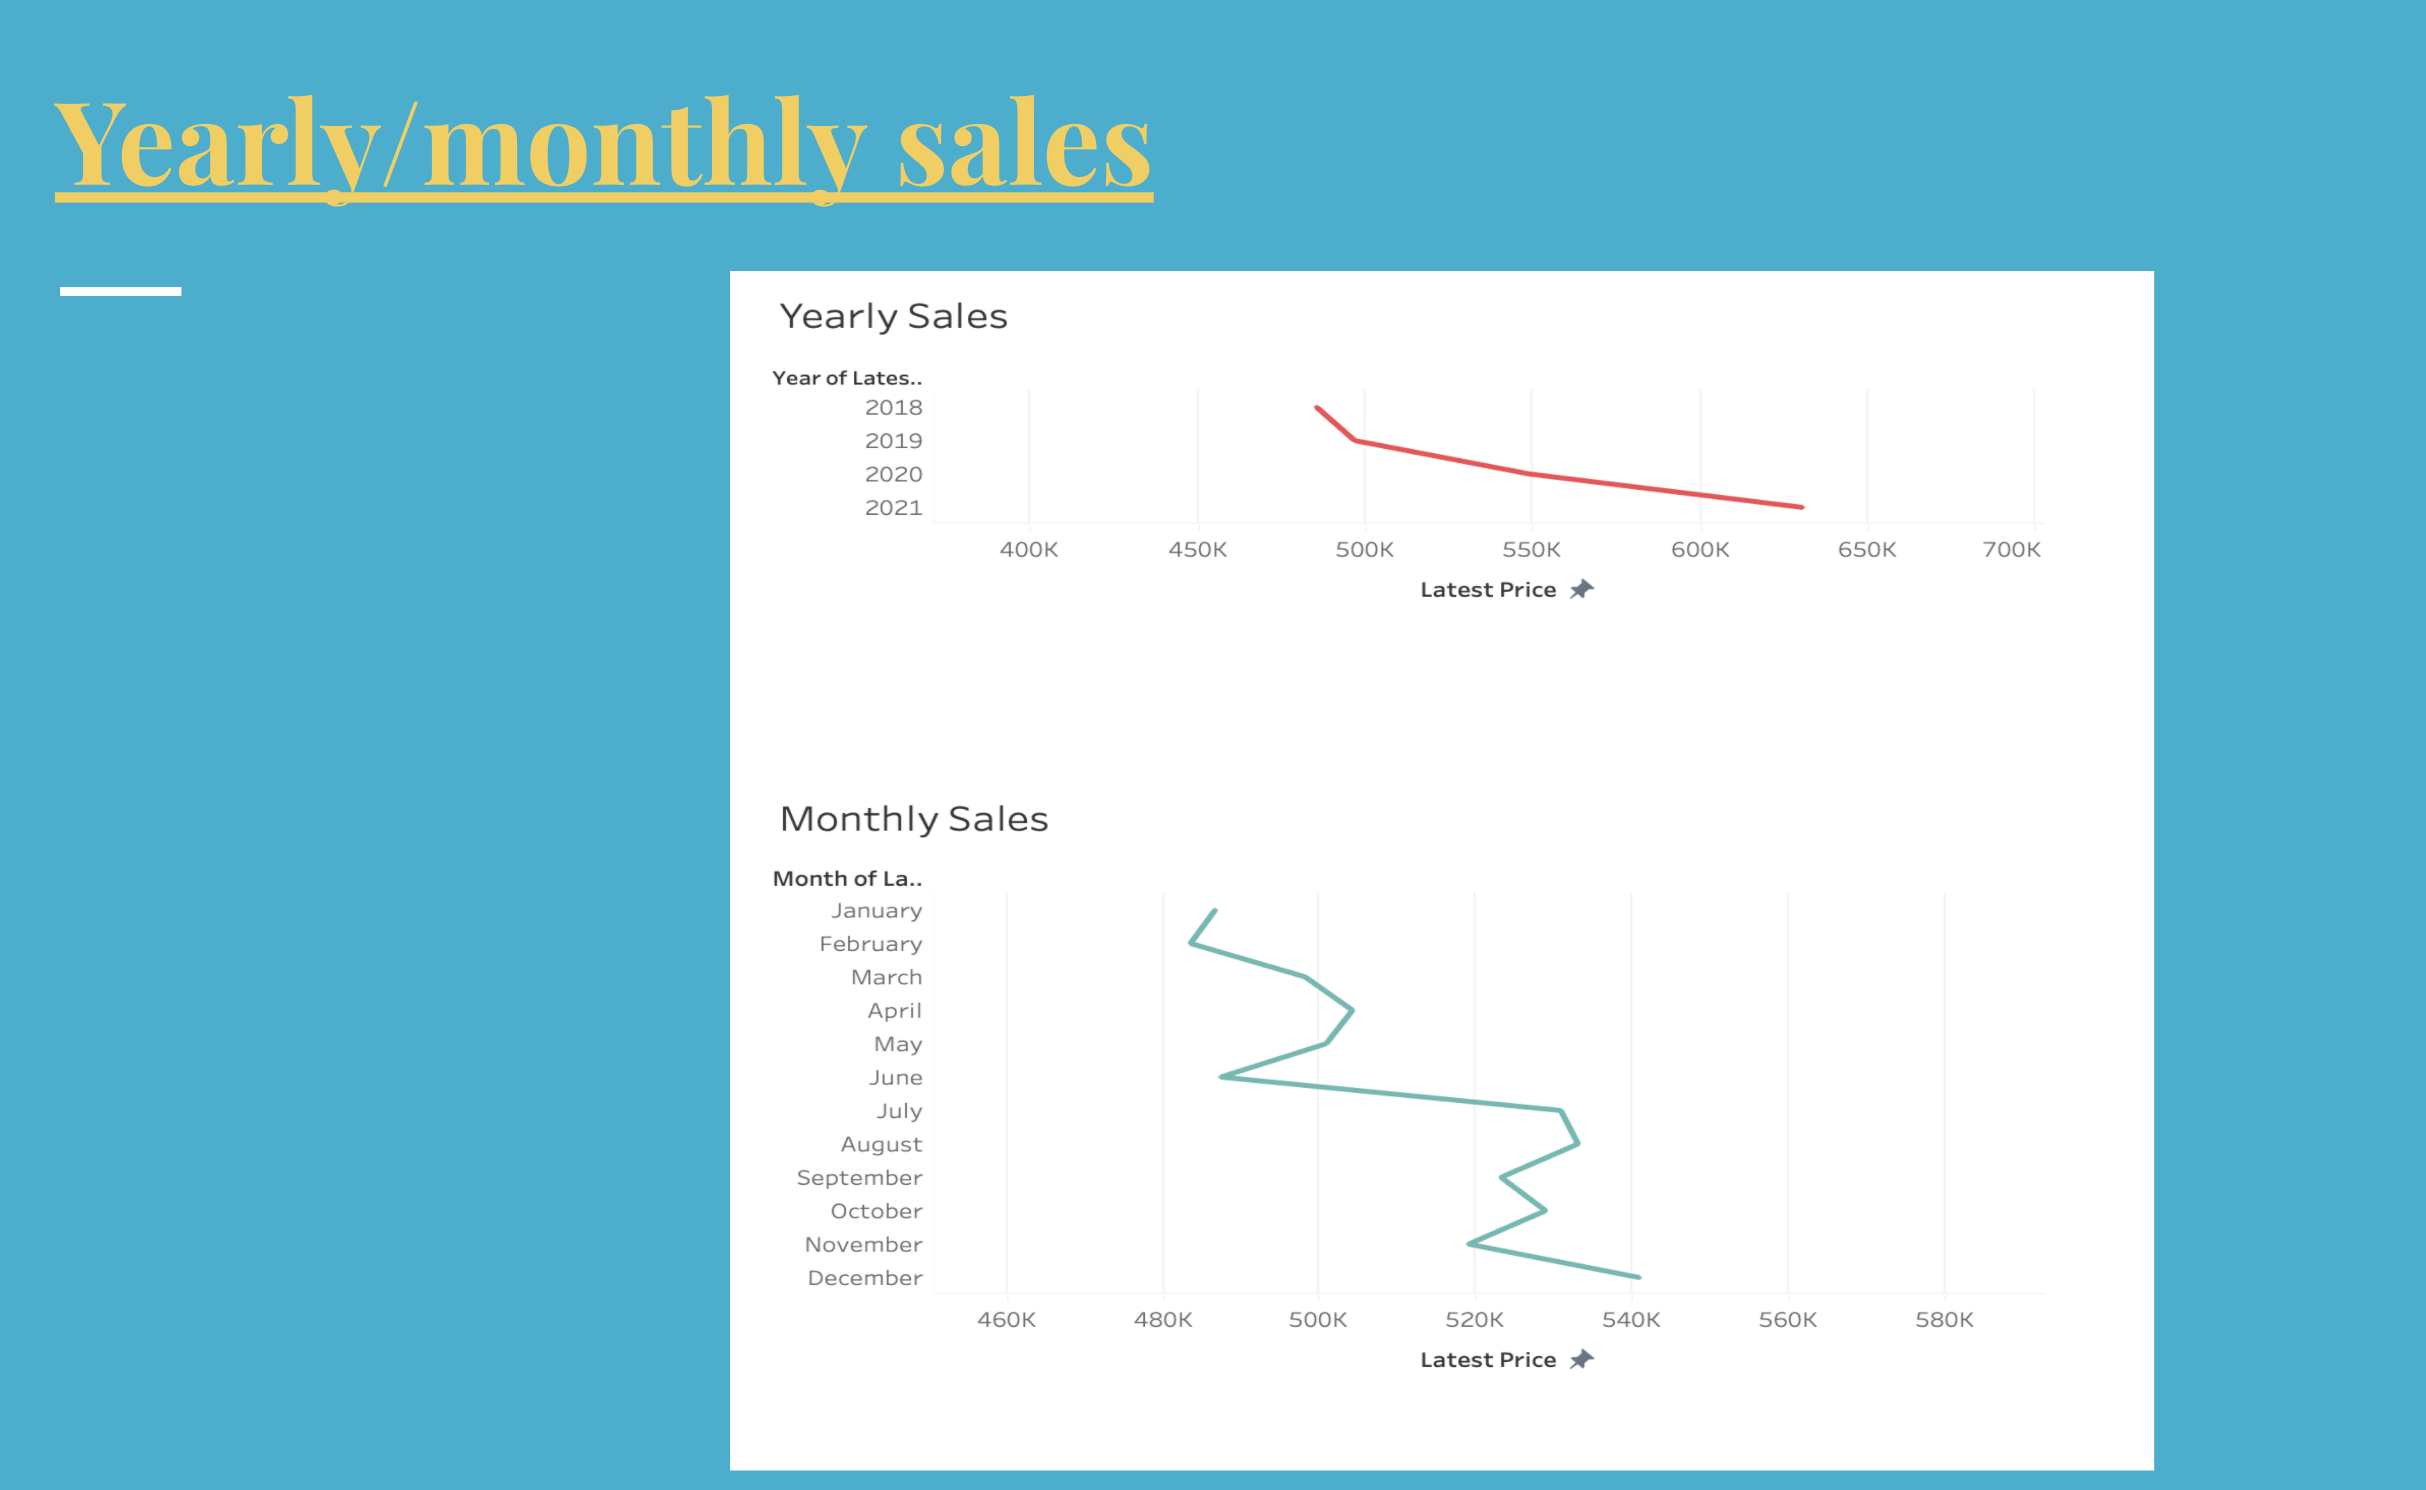 Yearly/monthly sales
Yearly Sales
Year of Lates..
2018
2019
2020
2021
400K 450K 500K 550K 600K 650K 700K
Latest Price
Monthly Sales
Month of La..
January
February
March
April
May
June
July
August
September
October
November
December
460K 480K 500K 520K 540K 560K 580K
Latest Price